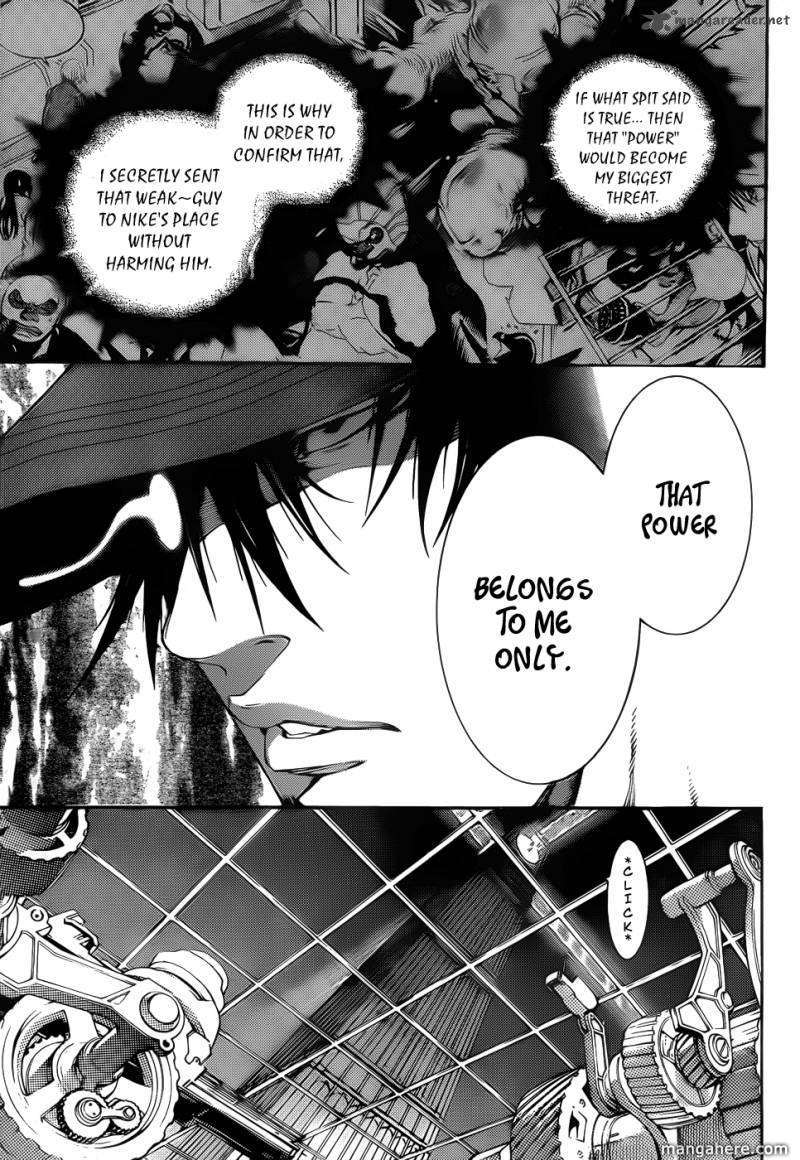 mangareader.net
IF WHAT SPIT SAID
IS TRUE... THEN
THAT "POWER"
WOULD BECOME
MY BIGGEST
THREAT.
THIS IS WHY
IN ORDER TO
CONFIRM THAT,
I SECRETLY SENT
THAT WEAK~GUY
TO NIKE'S PLACE
WITHOUT
HARMING HIM.
THAT
POWER
BELONGS
TO ME
ONLY.
*CLICK*
mangahere.com